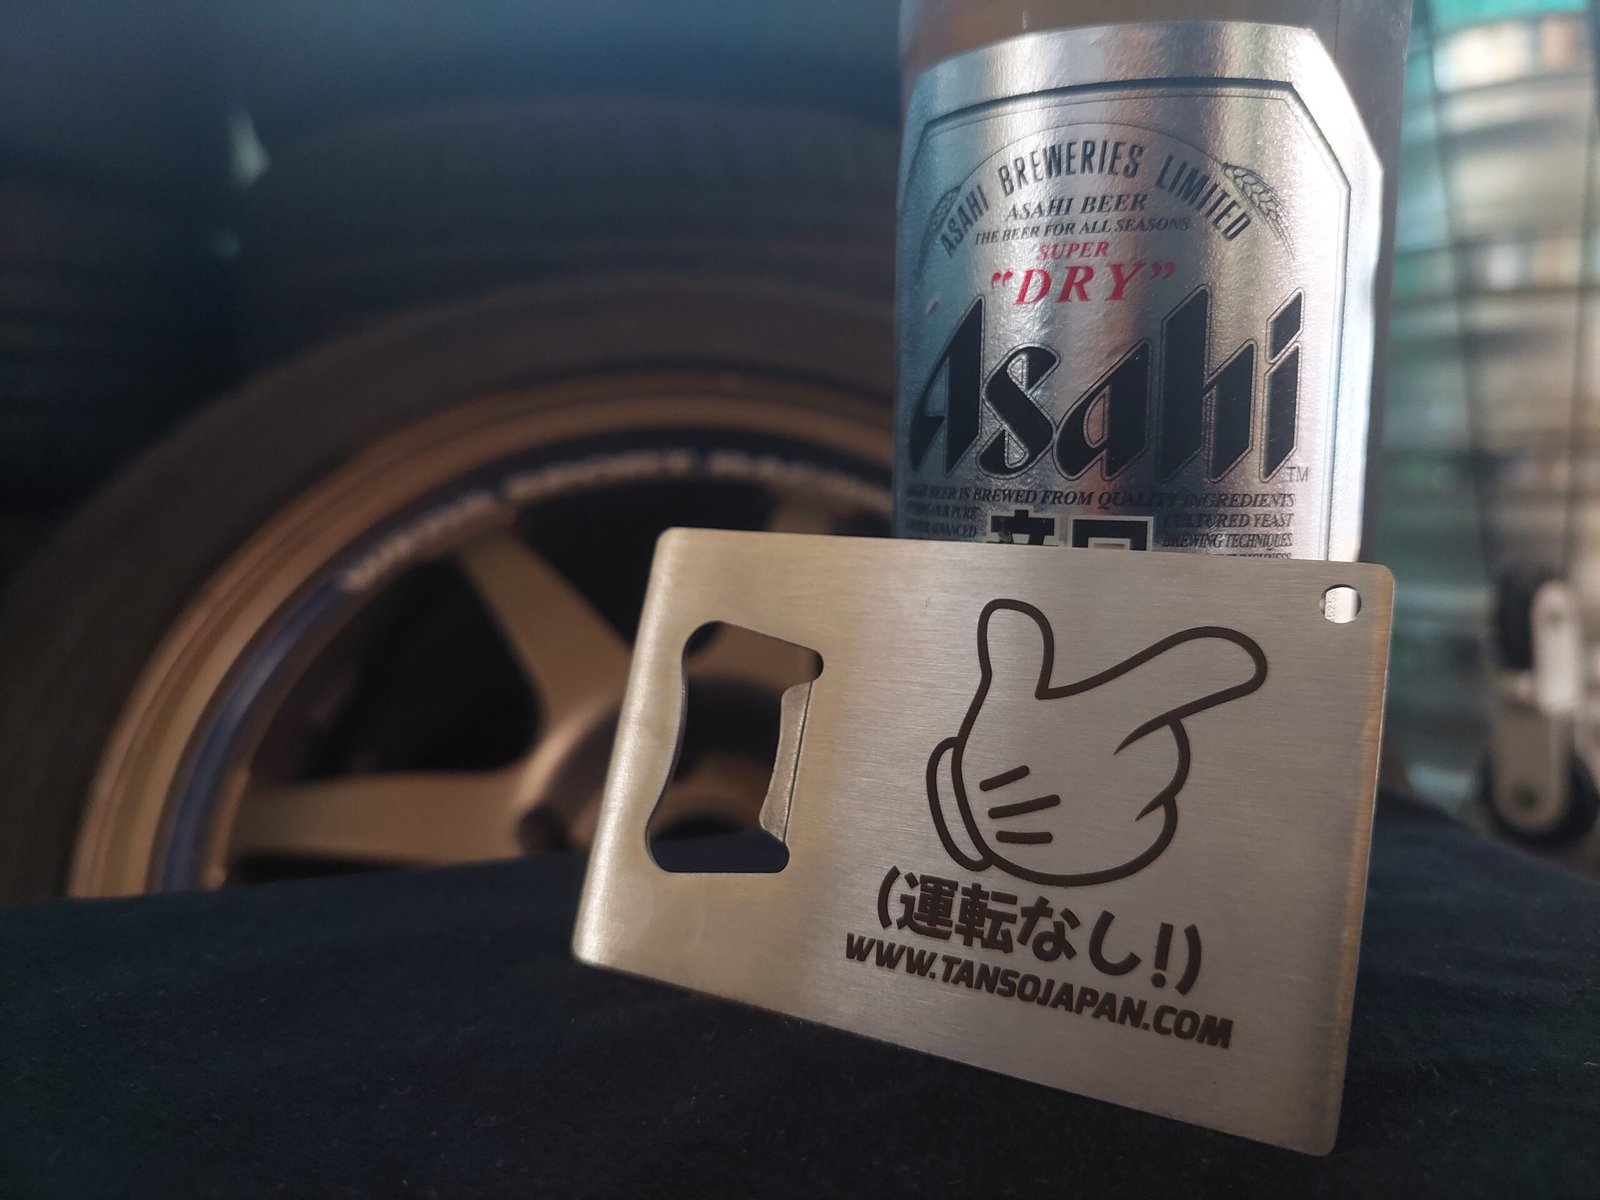 ASAHI BREWERIES LIMITED
ASAHI BEER
THE BEER FOR ALL SEASONS
SUPER
"DRY"
Asahi
TM
ASAHI BEER IS BREWED FROM QUALITY INGREDIENTS
CULTURED YEAST
BREWING TECHNIQUES
(運転なし!)
WWW.TANSOJAPAN.COM